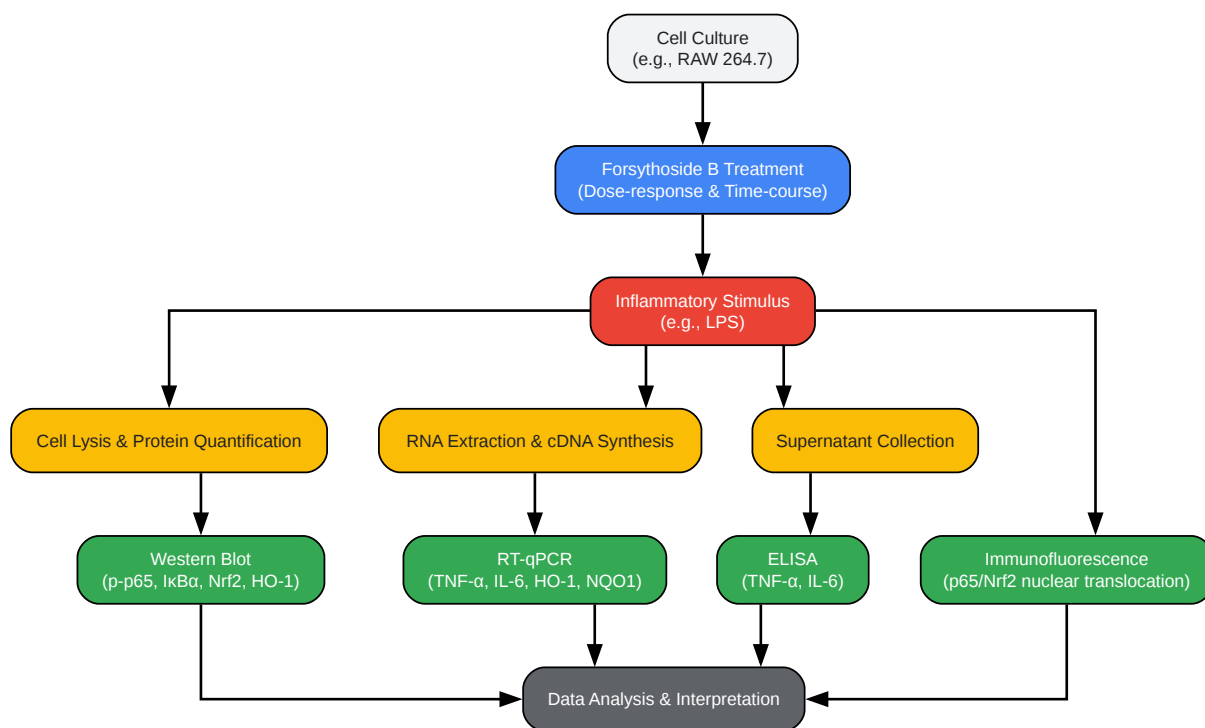 Cell Culture
(e.g., RAW 264.7)
Forsythoside B Treatment
(Dose-response & Time-course)
Inflammatory Stimulus
(e.g., LPS)
Cell Lysis & Protein Quantification
RNA Extraction & cDNA Synthesis
Supernatant Collection
Western Blot
(p-p65, IκBα, Nrf2, HO-1)
RT-qPCR
(TNF-α, IL-6, HO-1, NQO1)
ELISA
(TNF-α, IL-6)
Immunofluorescence
(p65/Nrf2 nuclear translocation)
Data Analysis & Interpretation